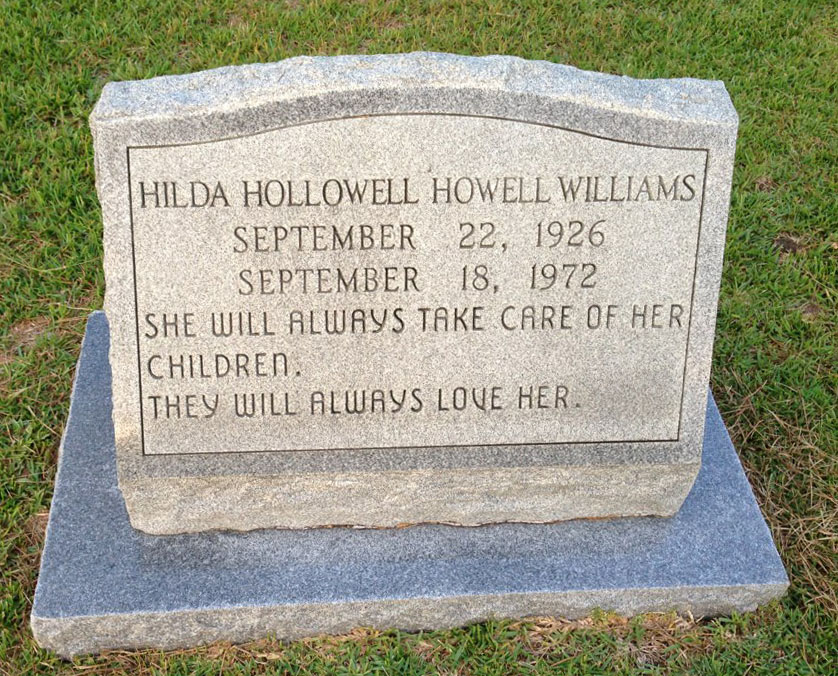 HILDA HOLLOWELL HOWELL WILLIAMS
SEPTEMBER 22, 1926
SEPTEMBER 18, 1972
SHE WILL ALWAYS TAKE CARE OF HER
CHILDREN.
THEY WILL ALWAYS LOVE HER.